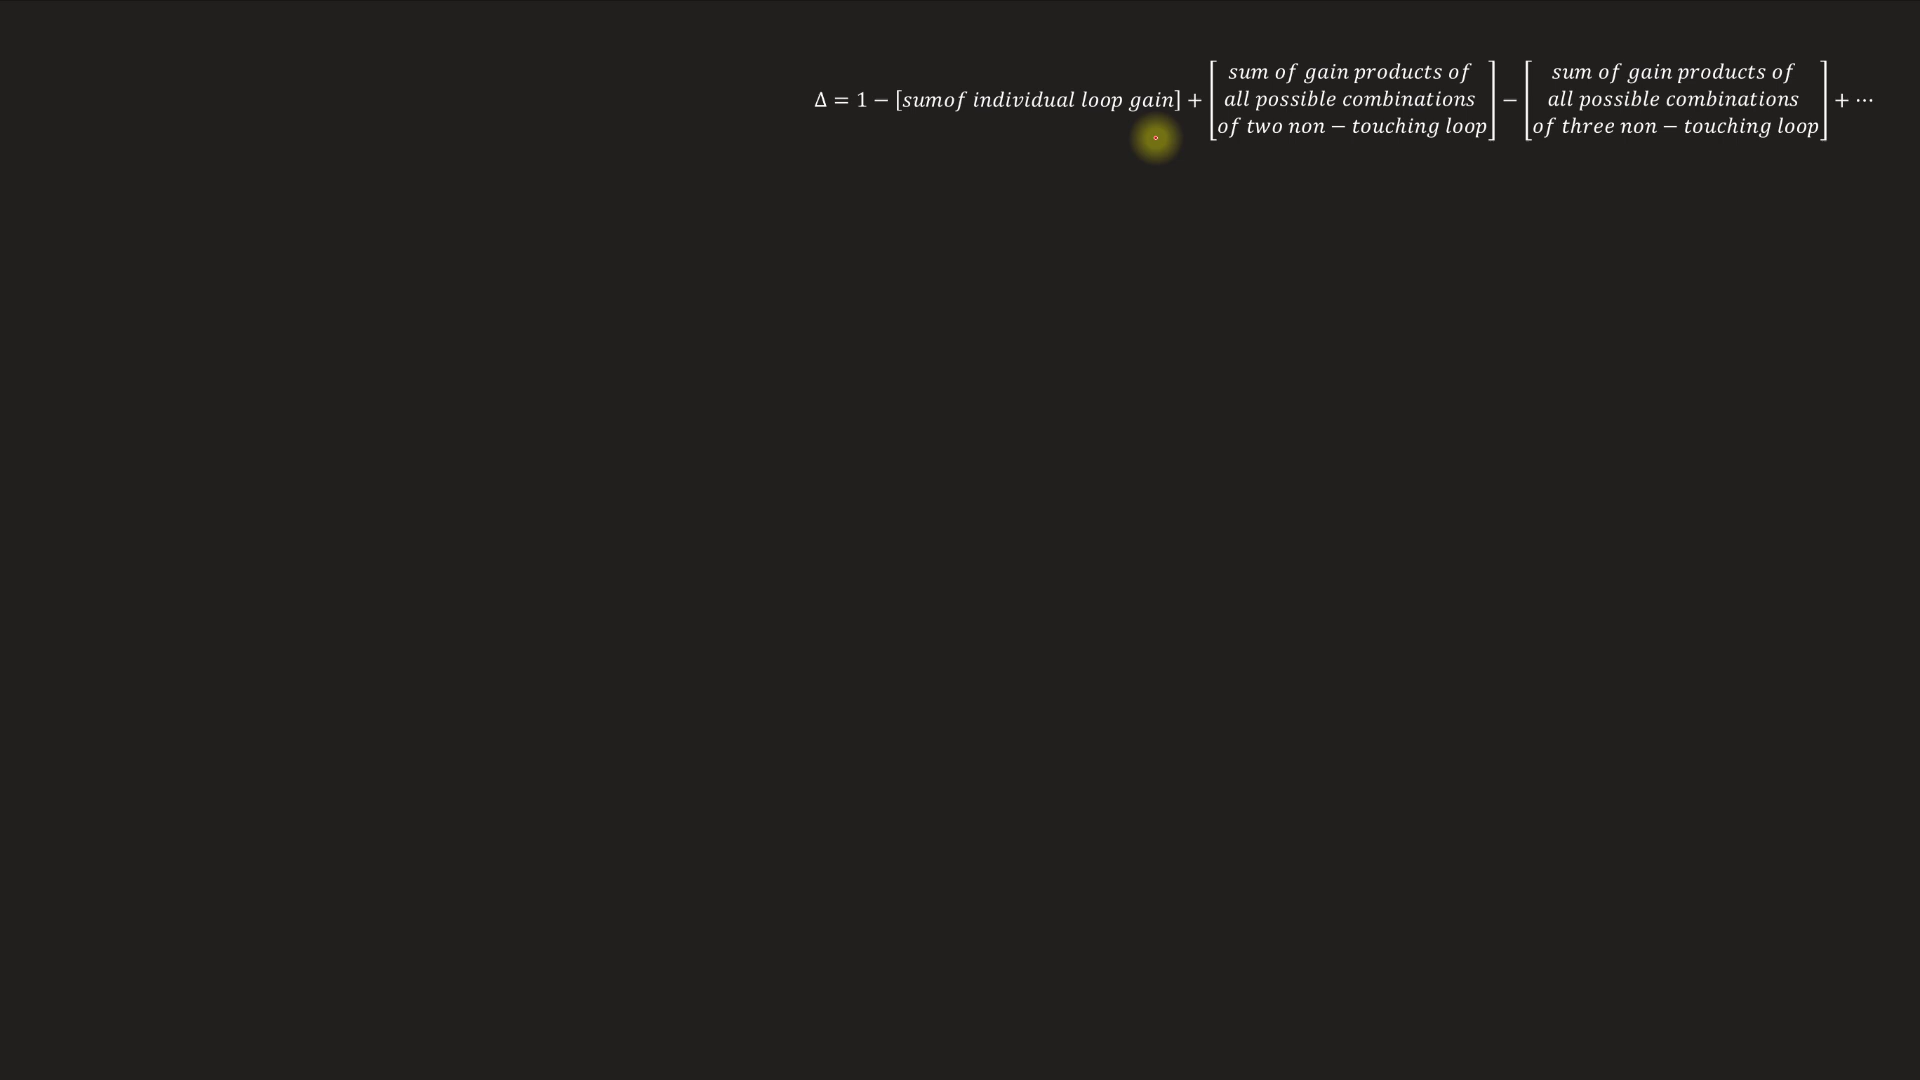 Δ = 1 − [sumof individual loop gain] + [sum of gain products of all possible combinations of two non − touching loop] − [sum of gain products of all possible combinations of three non − touching loop] + ⋯